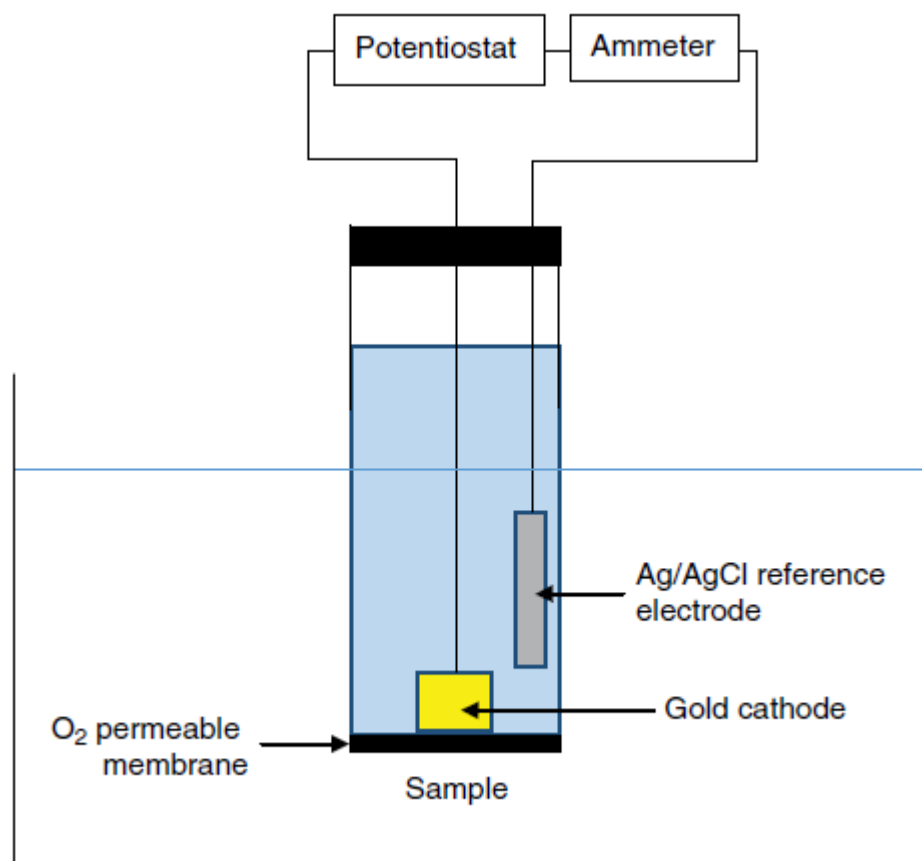 Potentiostat
Ammeter
Ag/AgCl reference
electrode
Gold cathode
O₂ permeable
membrane
Sample